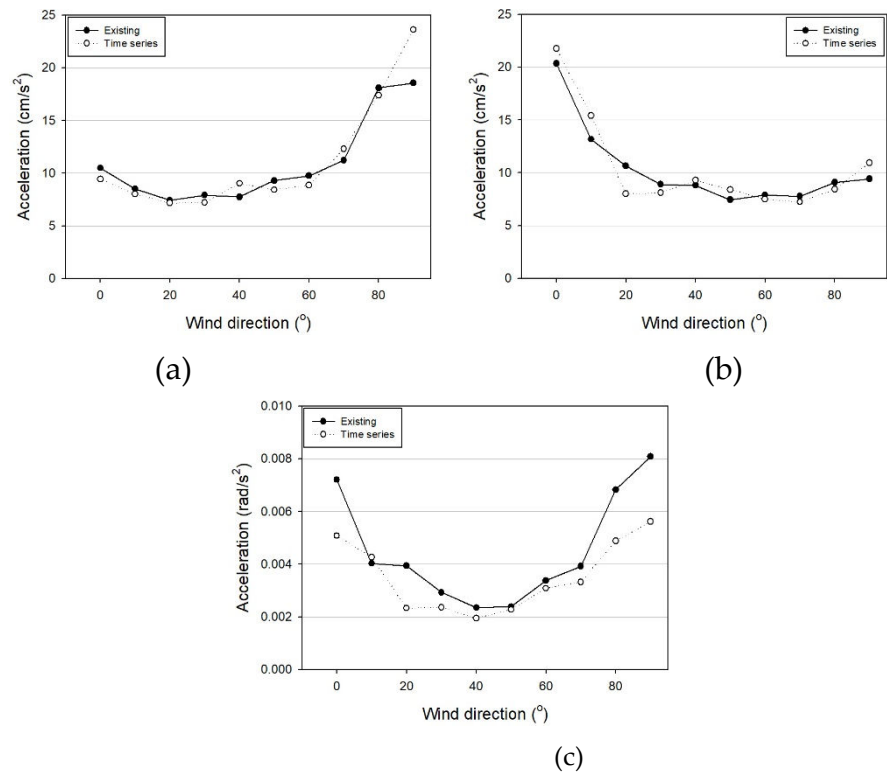 Existing
Time series
25
20
15
10
5
0
Acceleration (cm/s²)
0 20 40 60 80
Wind direction (°)
(a)
Existing
Time series
25
20
15
10
5
0
Acceleration (cm/s²)
0 20 40 60 80
Wind direction (°)
(b)
Existing
Time series
0.010
0.008
0.006
0.004
0.002
0.000
Acceleration (rad/s²)
0 20 40 60 80
Wind direction (°)
(c)